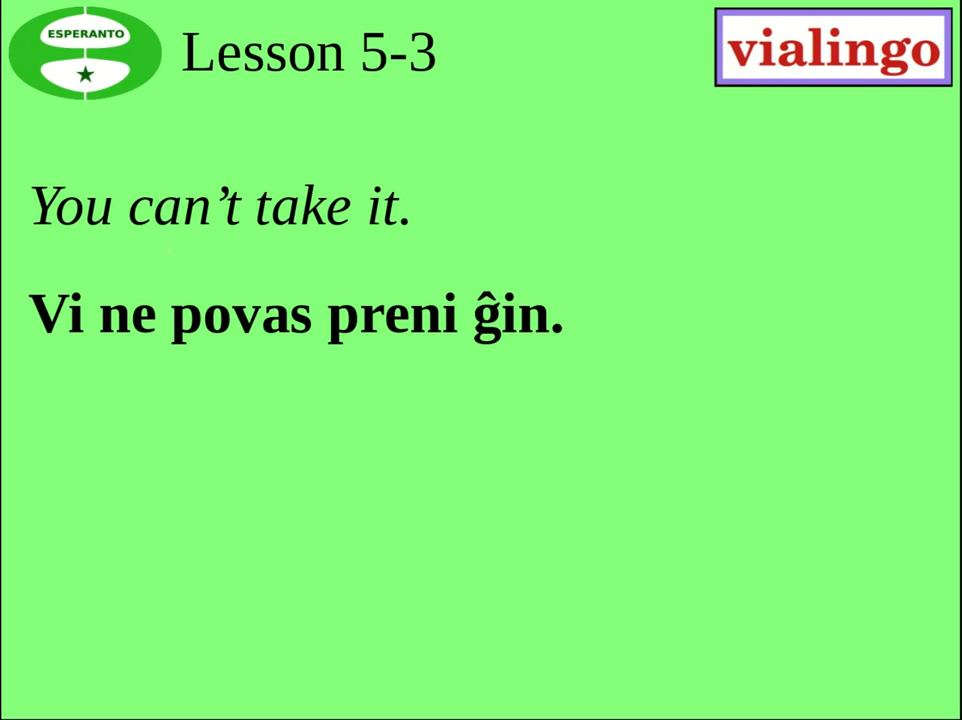 ESPERANTO
Lesson 5-3
vialingo
You can’t take it.
Vi ne povas preni ĝin.